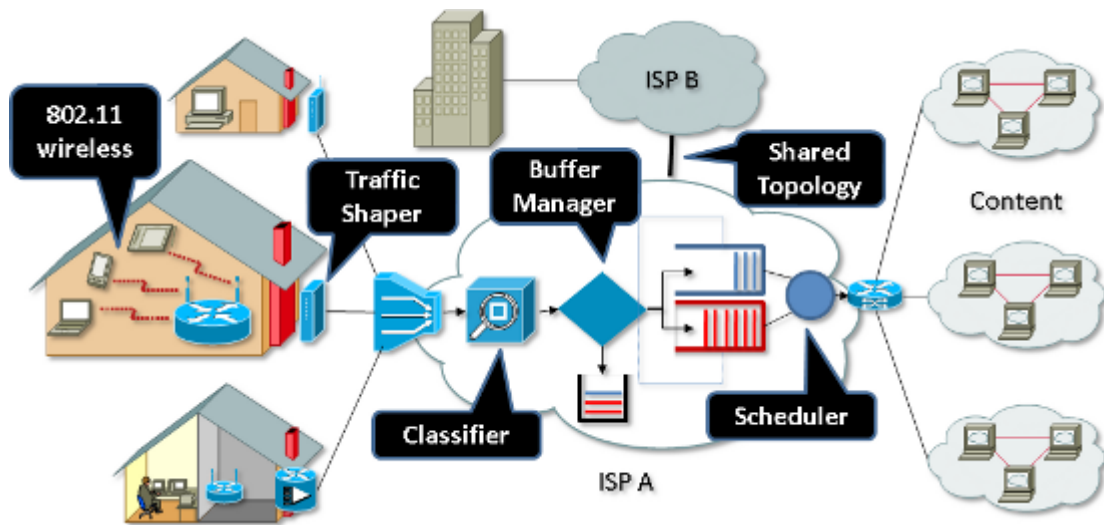 ISP B
802.11
wireless
Traffic
Shaper
Buffer
Manager
Shared
Topology
Content
Classifier
Scheduler
ISP A